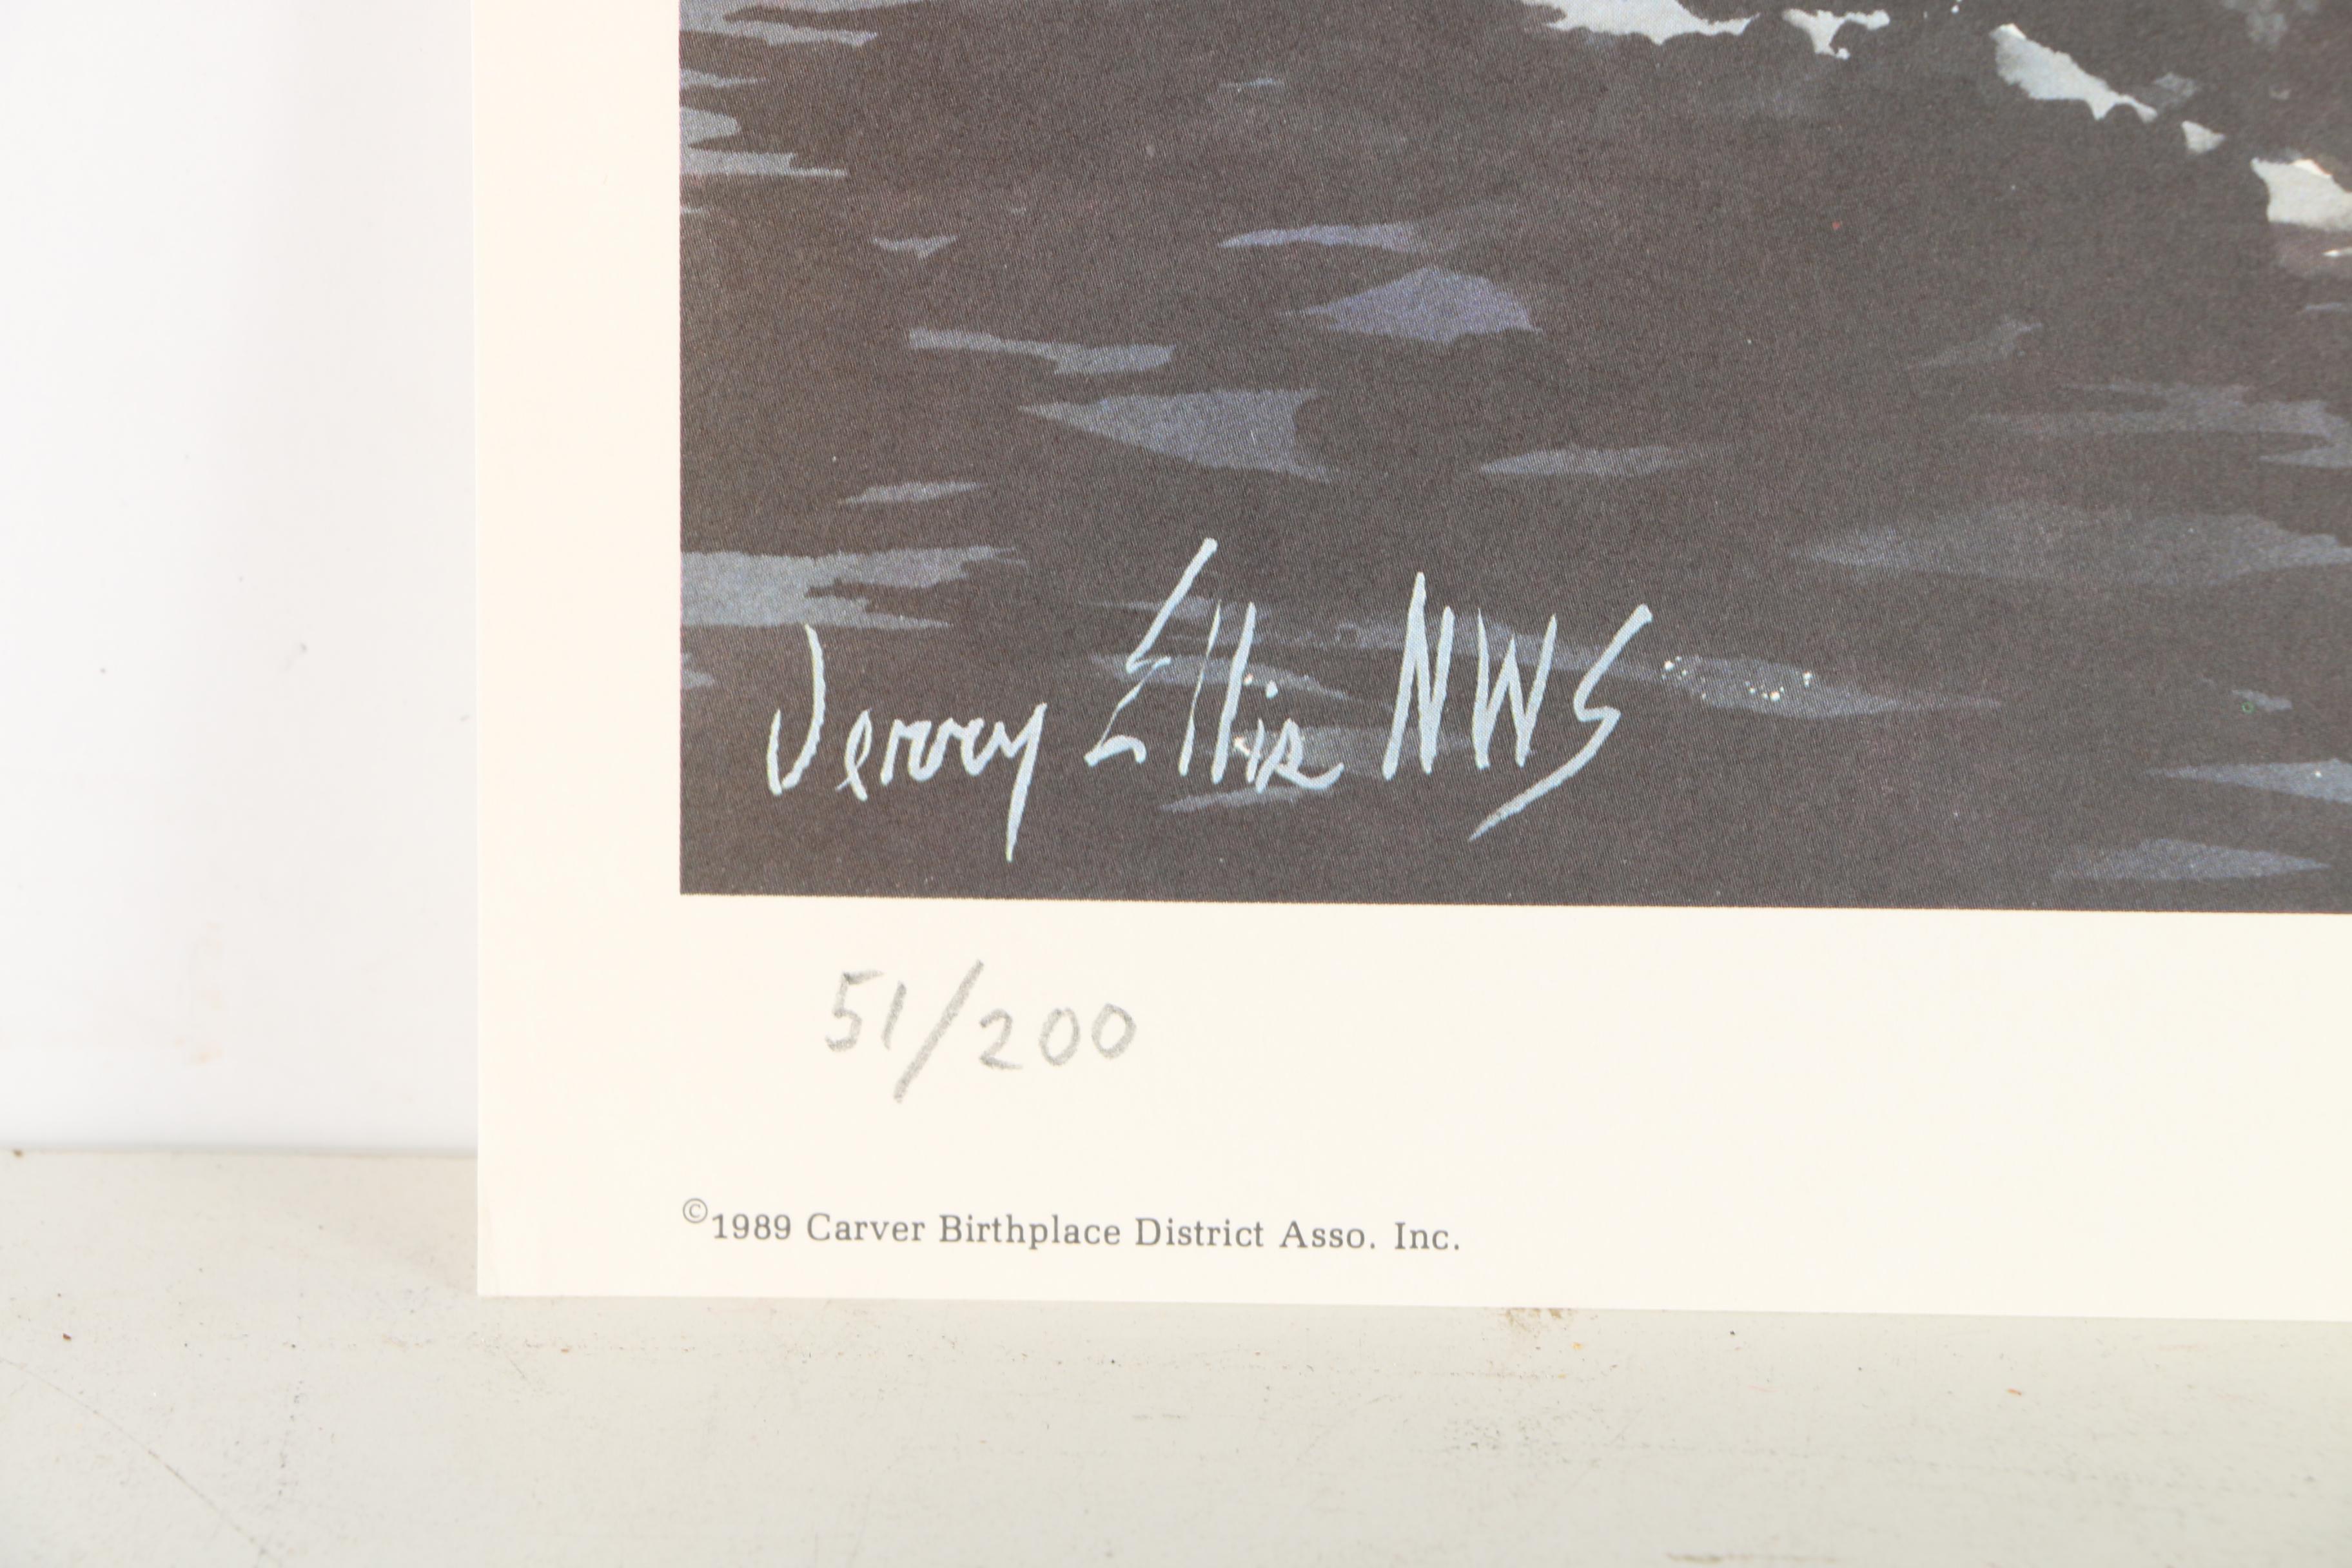 Jerry Ellis NWS
51/200
©1989 Carver Birthplace District Asso. Inc.